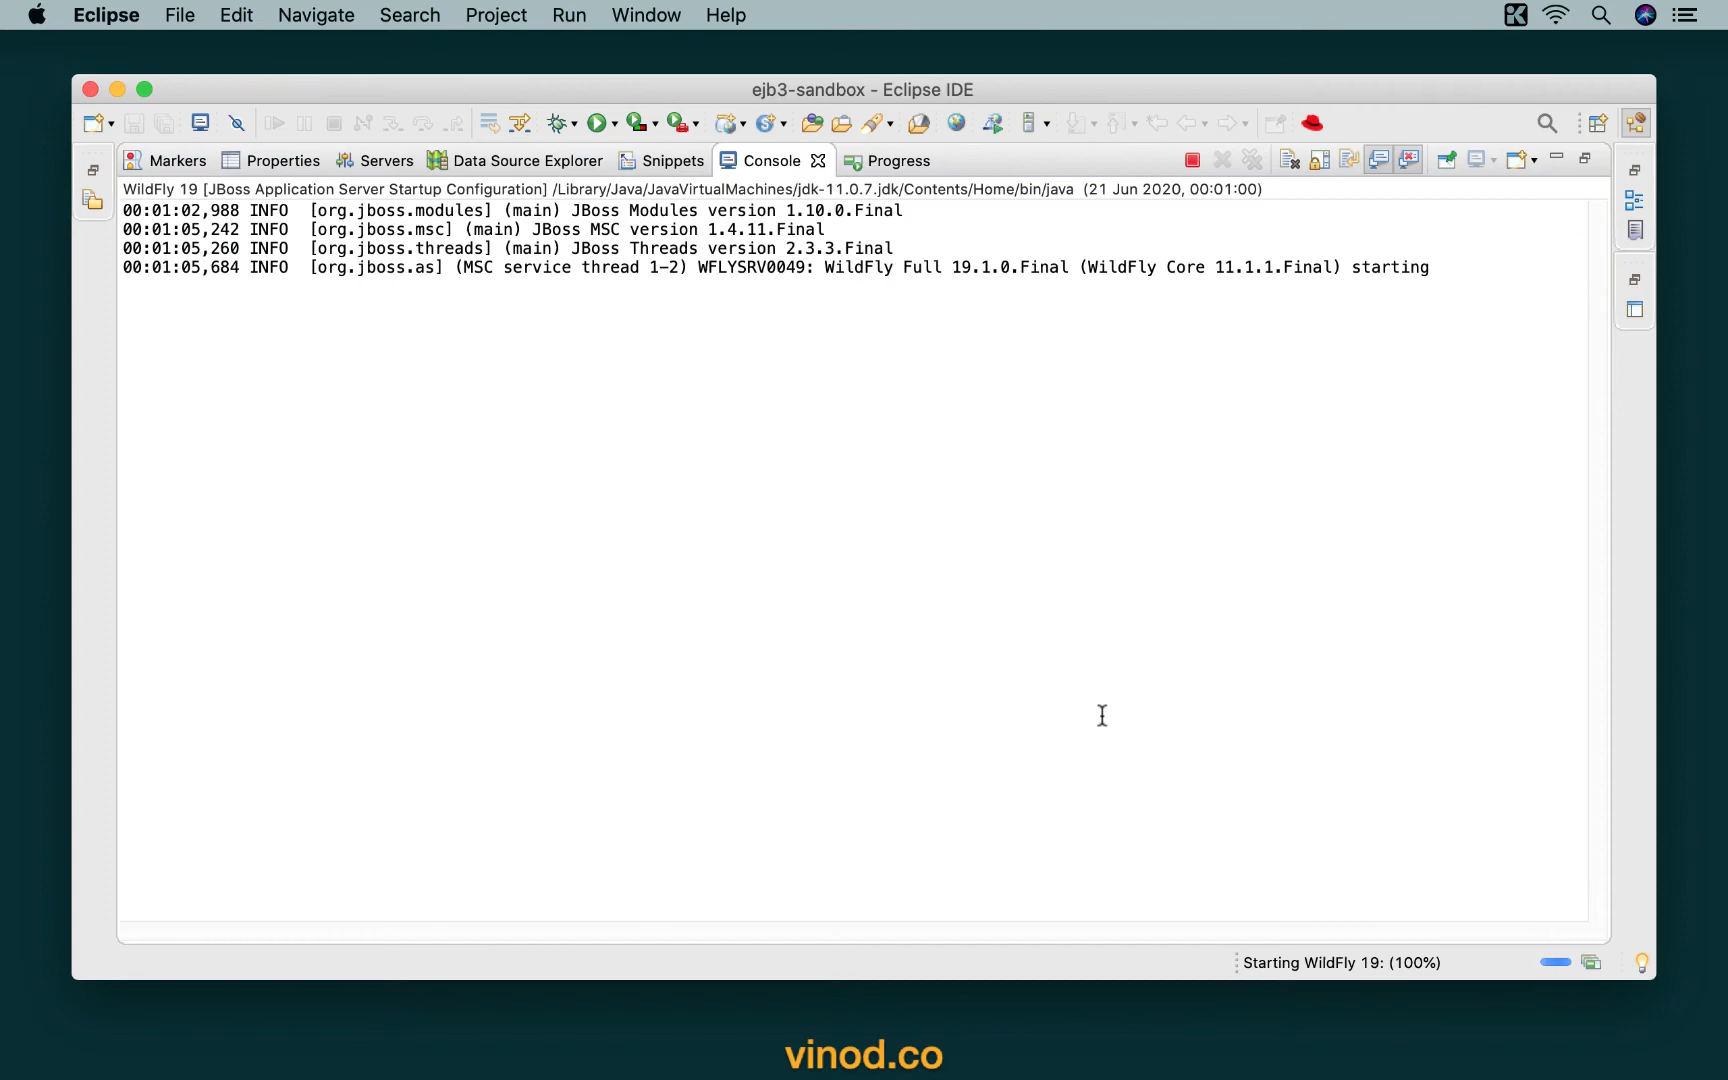 Eclipse File Edit Navigate Search Project Run Window Help
ejb3-sandbox - Eclipse IDE
Markers Properties Servers Data Source Explorer Snippets Console Progress
WildFly 19 [JBoss Application Server Startup Configuration] /Library/Java/JavaVirtualMachines/jdk-11.0.7.jdk/Contents/Home/bin/java (21 Jun 2020, 00:01:00)
00:01:02,988 INFO [org.jboss.modules] (main) JBoss Modules version 1.10.0.Final
00:01:05,242 INFO [org.jboss.msc] (main) JBoss MSC version 1.4.11.Final
00:01:05,260 INFO [org.jboss.threads] (main) JBoss Threads version 2.3.3.Final
00:01:05,684 INFO [org.jboss.as] (MSC service thread 1-2) WFLYSRV0049: WildFly Full 19.1.0.Final (WildFly Core 11.1.1.Final) starting
Starting WildFly 19: (100%)
vinod.co